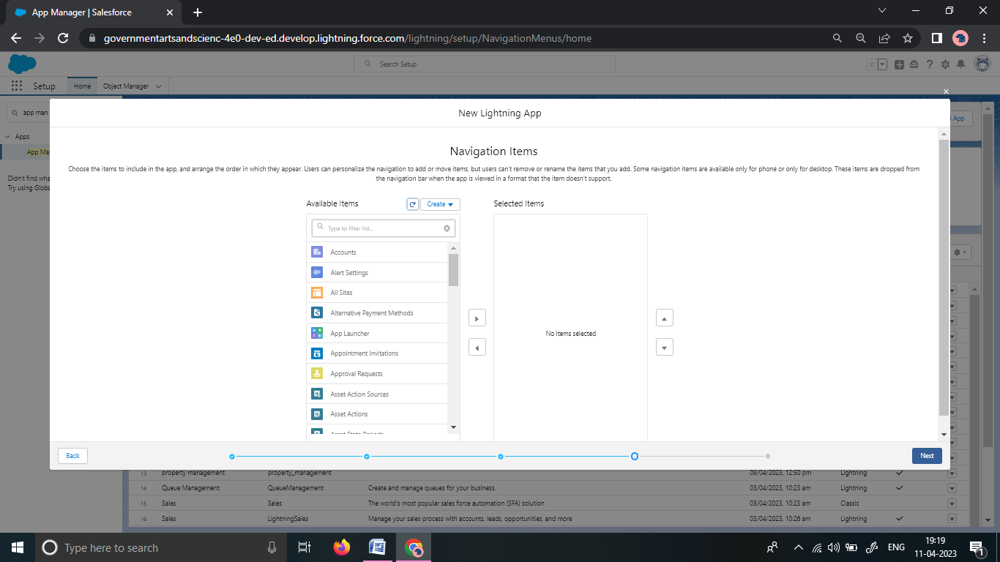 App Manager | Salesforce
governmentartsandscienc-4e0-dev-ed.develop.lightning.force.com/lightning/setup/NavigationMenus/home
Search Setup
Setup
Home
Object Manager
app man
Apps
App Ma
Didn't find wha
Try using Globa
App
New Lightning App
Navigation Items
Choose the items to include in the app, and arrange the order in which they appear. Users can personalize the navigation to add or move items, but users can't remove or rename the items that you add. Some navigation items are available only for phone or only for desktop. These items are dropped from
the navigation bar when the app is viewed in a format that the item doesn't support.
Available Items
Create
Selected Items
Type to filter list...
Accounts
Alert Settings
All Sites
Alternative Payment Methods
App Launcher
Appointment Invitations
Approval Requests
Asset Action Sources
Asset Actions
Asset State Periods
No items selected
Back
Next
13 property management property_management 09/04/2023, 12:50 pm Lightning
14 Queue Management QueueManagement Create and manage queues for your business. 03/04/2023, 10:23 am Lightning
15 Sales Sales The world's most popular sales force automation (SFA) solution 03/04/2023, 10:23 am Classic
16 Sales LightningSales Manage your sales process with accounts, leads, opportunities, and more 03/04/2023, 10:26 am Lightning
Type here to search
ENG
19:19
11-04-2023
1